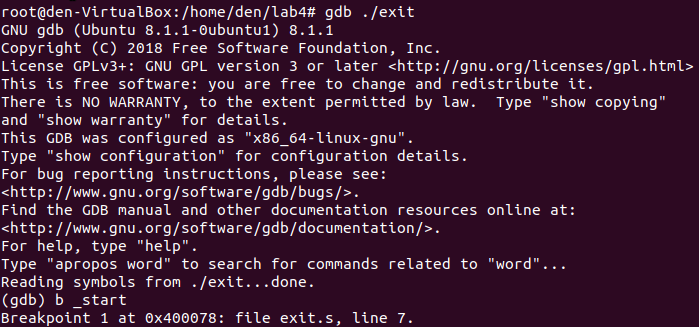 root@den-VirtualBox:/home/den/lab4# gdb ./exit
GNU gdb (Ubuntu 8.1.1-0ubuntu1) 8.1.1
Copyright (C) 2018 Free Software Foundation, Inc.
License GPLv3+: GNU GPL version 3 or later <http://gnu.org/licenses/gpl.html>
This is free software: you are free to change and redistribute it.
There is NO WARRANTY, to the extent permitted by law.  Type "show copying"
and "show warranty" for details.
This GDB was configured as "x86_64-linux-gnu".
Type "show configuration" for configuration details.
For bug reporting instructions, please see:
<http://www.gnu.org/software/gdb/bugs/>.
Find the GDB manual and other documentation resources online at:
<http://www.gnu.org/software/gdb/documentation/>.
For help, type "help".
Type "apropos word" to search for commands related to "word"...
Reading symbols from ./exit...done.
(gdb) b _start
Breakpoint 1 at 0x400078: file exit.s, line 7.